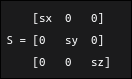 [sx  0   0]
S = [0   sy  0]
[0   0   sz]